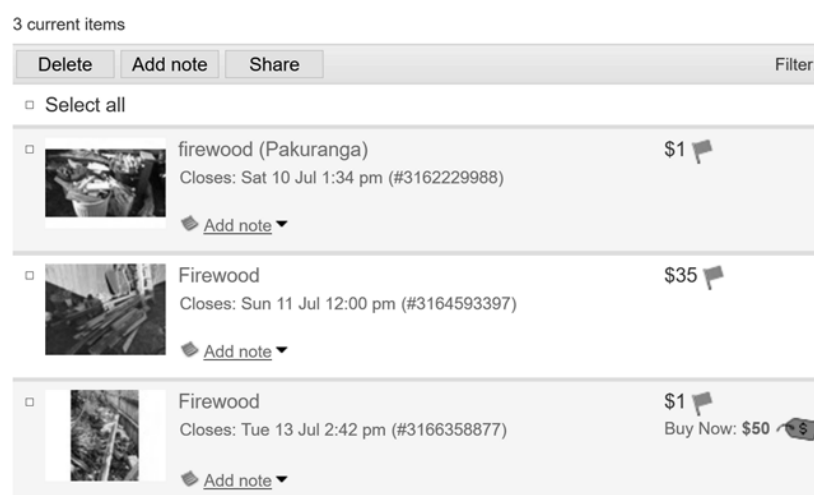 3 current items
Delete Add note Share Filter
Select all
firewood (Pakuranga) $1
Closes: Sat 10 Jul 1:34 pm (#3162229988)
Add note
Firewood $35
Closes: Sun 11 Jul 12:00 pm (#3164593397)
Add note
Firewood $1
Closes: Tue 13 Jul 2:42 pm (#3166358877) Buy Now: $50 $
Add note